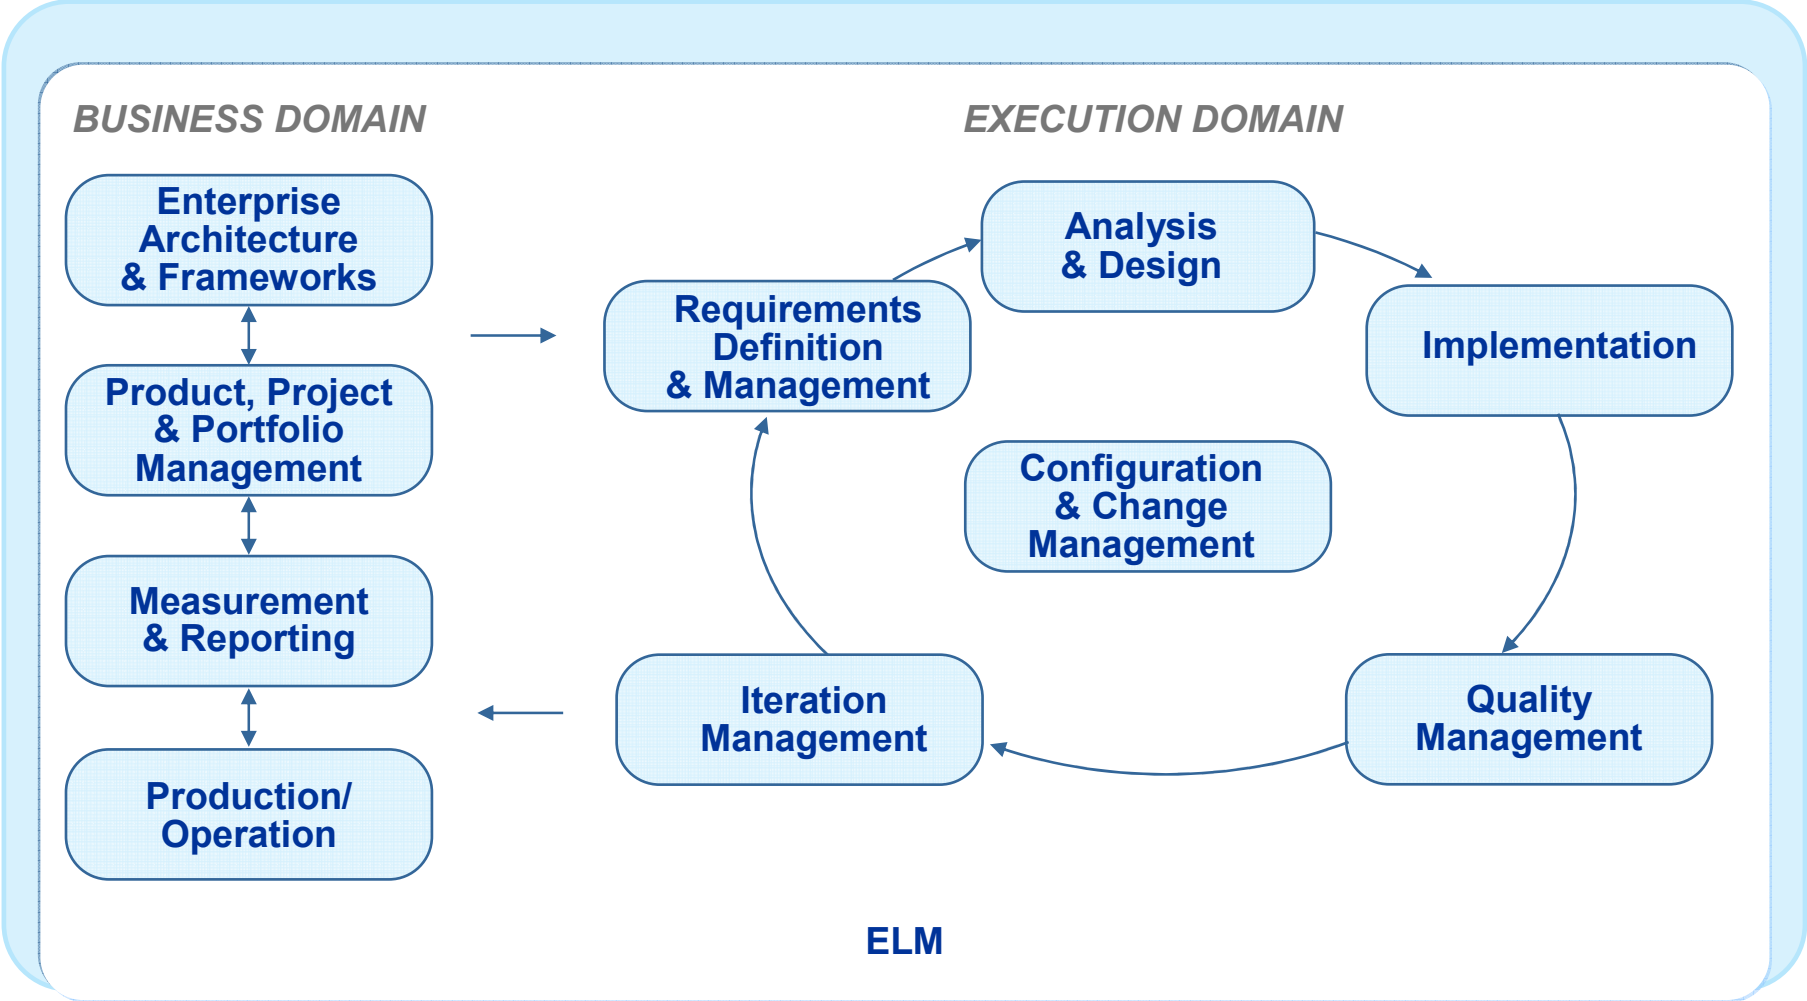 BUSINESS DOMAIN
EXECUTION DOMAIN
Enterprise
Architecture
& Frameworks
Product, Project
& Portfolio
Management
Measurement
& Reporting
Production/
Operation
Requirements
Definition
& Management
Analysis
& Design
Implementation
Configuration
& Change
Management
Iteration
Management
Quality
Management
ELM